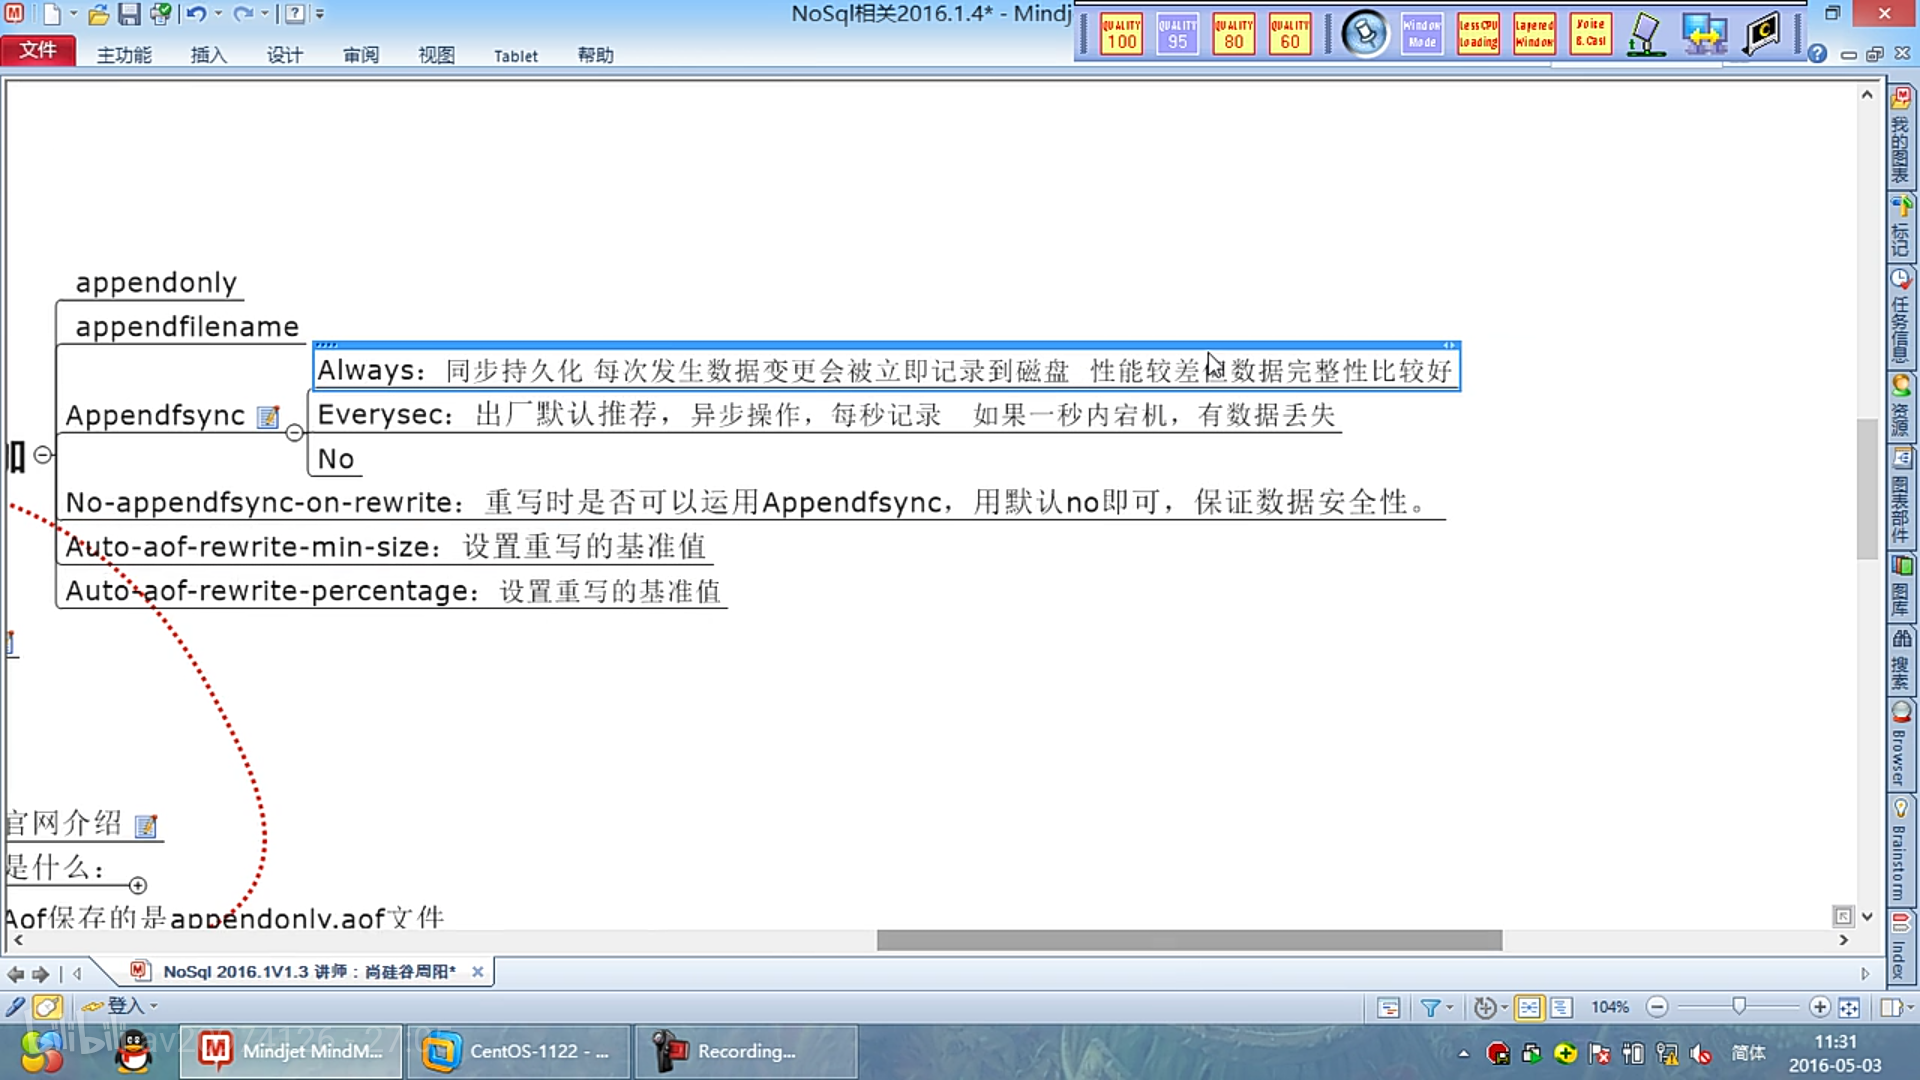 NoSql相关2016.1.4* - Mindj
QUALITY 100
QUALITY 95
QUALITY 80
QUALITY 60
Window Mode
LessCPU Loading
Layered Window
Voice B.Cast
文件 主功能 插入 设计 审阅 视图 Tablet 帮助
appendonly
appendfilename
Always：同步持久化 每次发生数据变更会被立即记录到磁盘 性能较差但数据完整性比较好
Appendfsync
Everysec：出厂默认推荐，异步操作，每秒记录 如果一秒内宕机，有数据丢失
No
No-appendfsync-on-rewrite：重写时是否可以运用Appendfsync，用默认no即可，保证数据安全性。
Auto-aof-rewrite-min-size：设置重写的基准值
Auto-aof-rewrite-percentage：设置重写的基准值
官网介绍
是什么：
Aof保存的是appendonly.aof文件
我的图表
标记
任务信息
资源
图表部件
图库
搜索
Browser
Brainstorm
Index
NoSql 2016.1V1.3 讲师：尚硅谷周阳*
登入
104%
Mindjet MindM...
CentOS-1122 - ...
Recording...
简体
11:31
2016-05-03